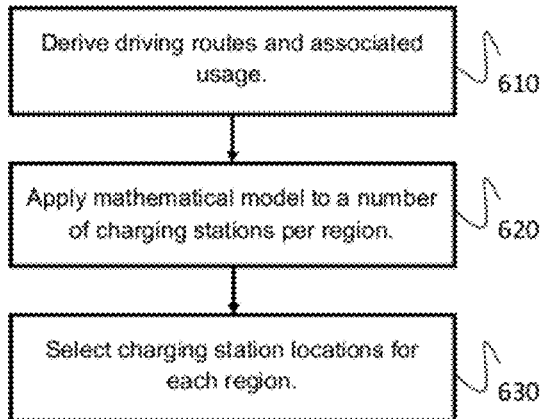 Derive driving routes and associated
usage.
610
Apply mathematical model to a number
of charging stations per region.
620
Select charging station locations for
each region.
630